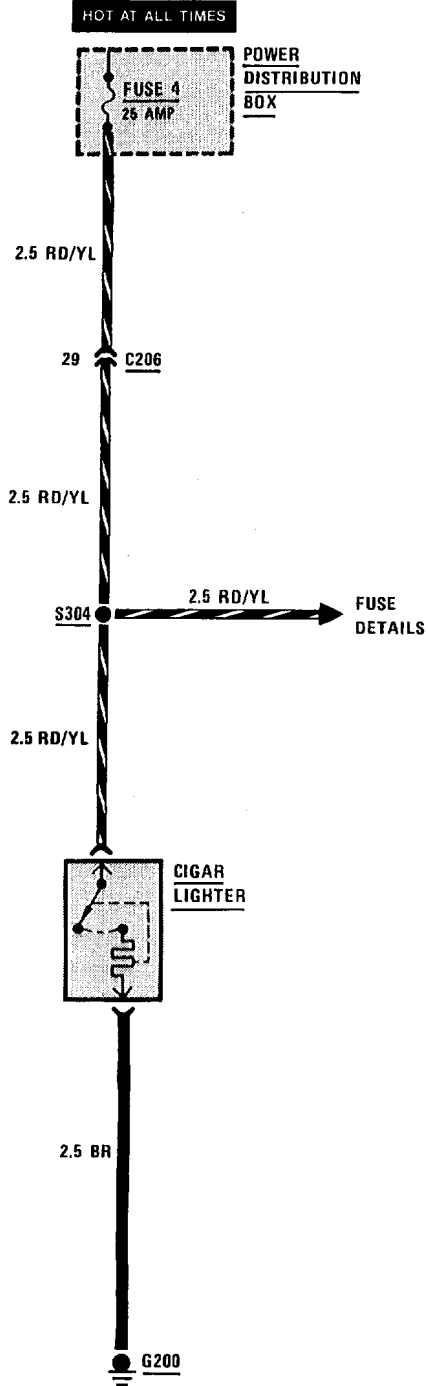 HOT AT ALL TIMES
POWER
DISTRIBUTION
BOX
FUSE 4
25 AMP
2.5 RD/YL
29
C206
2.5 RD/YL
S304
2.5 RD/YL
FUSE
DETAILS
2.5 RD/YL
CIGAR
LIGHTER
2.5 BR
G200